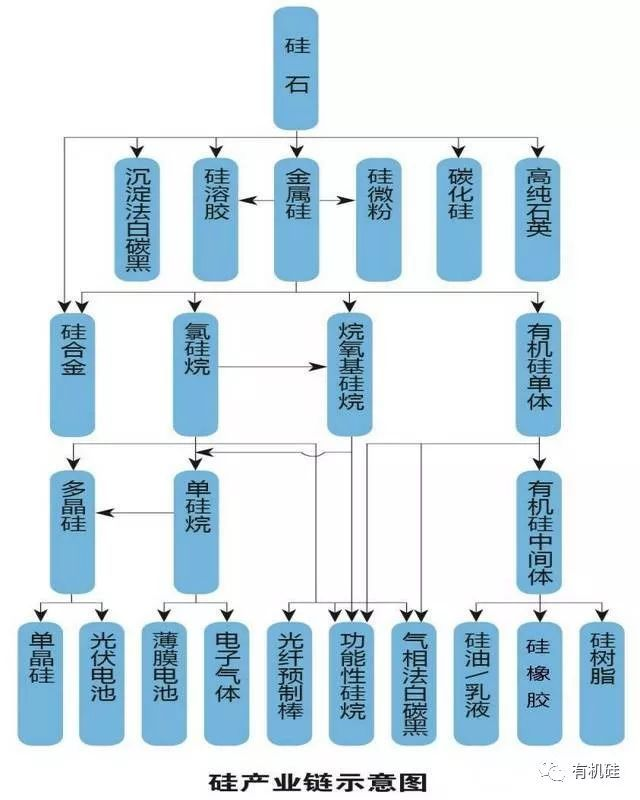 硅石
沉淀法白碳黑
硅溶胶
金属硅
硅微粉
碳化硅
高纯石英
硅合金
氯硅烷
烷氧基硅烷
有机硅单体
多晶硅
单硅烷
有机硅中间体
单晶硅
光伏电池
薄膜电池
电子气体
光纤预制棒
功能性硅烷
气相法白碳黑
硅油/乳液
硅橡胶
硅树脂
硅产业链示意图
有机硅